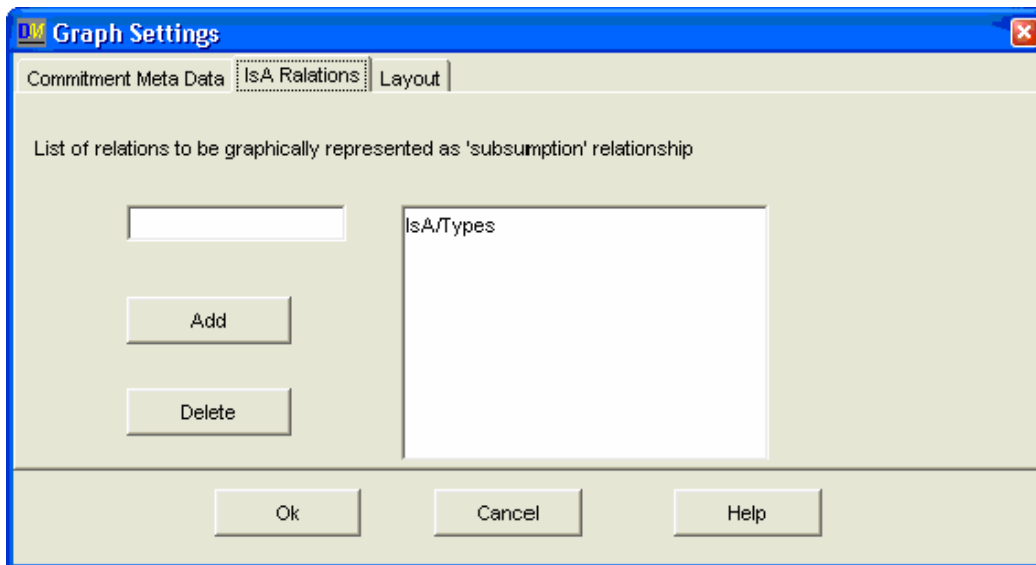 DM Graph Settings
Commitment Meta Data IsA Ralations Layout
List of relations to be graphically represented as 'subsumption' relationship
IsA/Types
Add
Delete
Ok Cancel Help